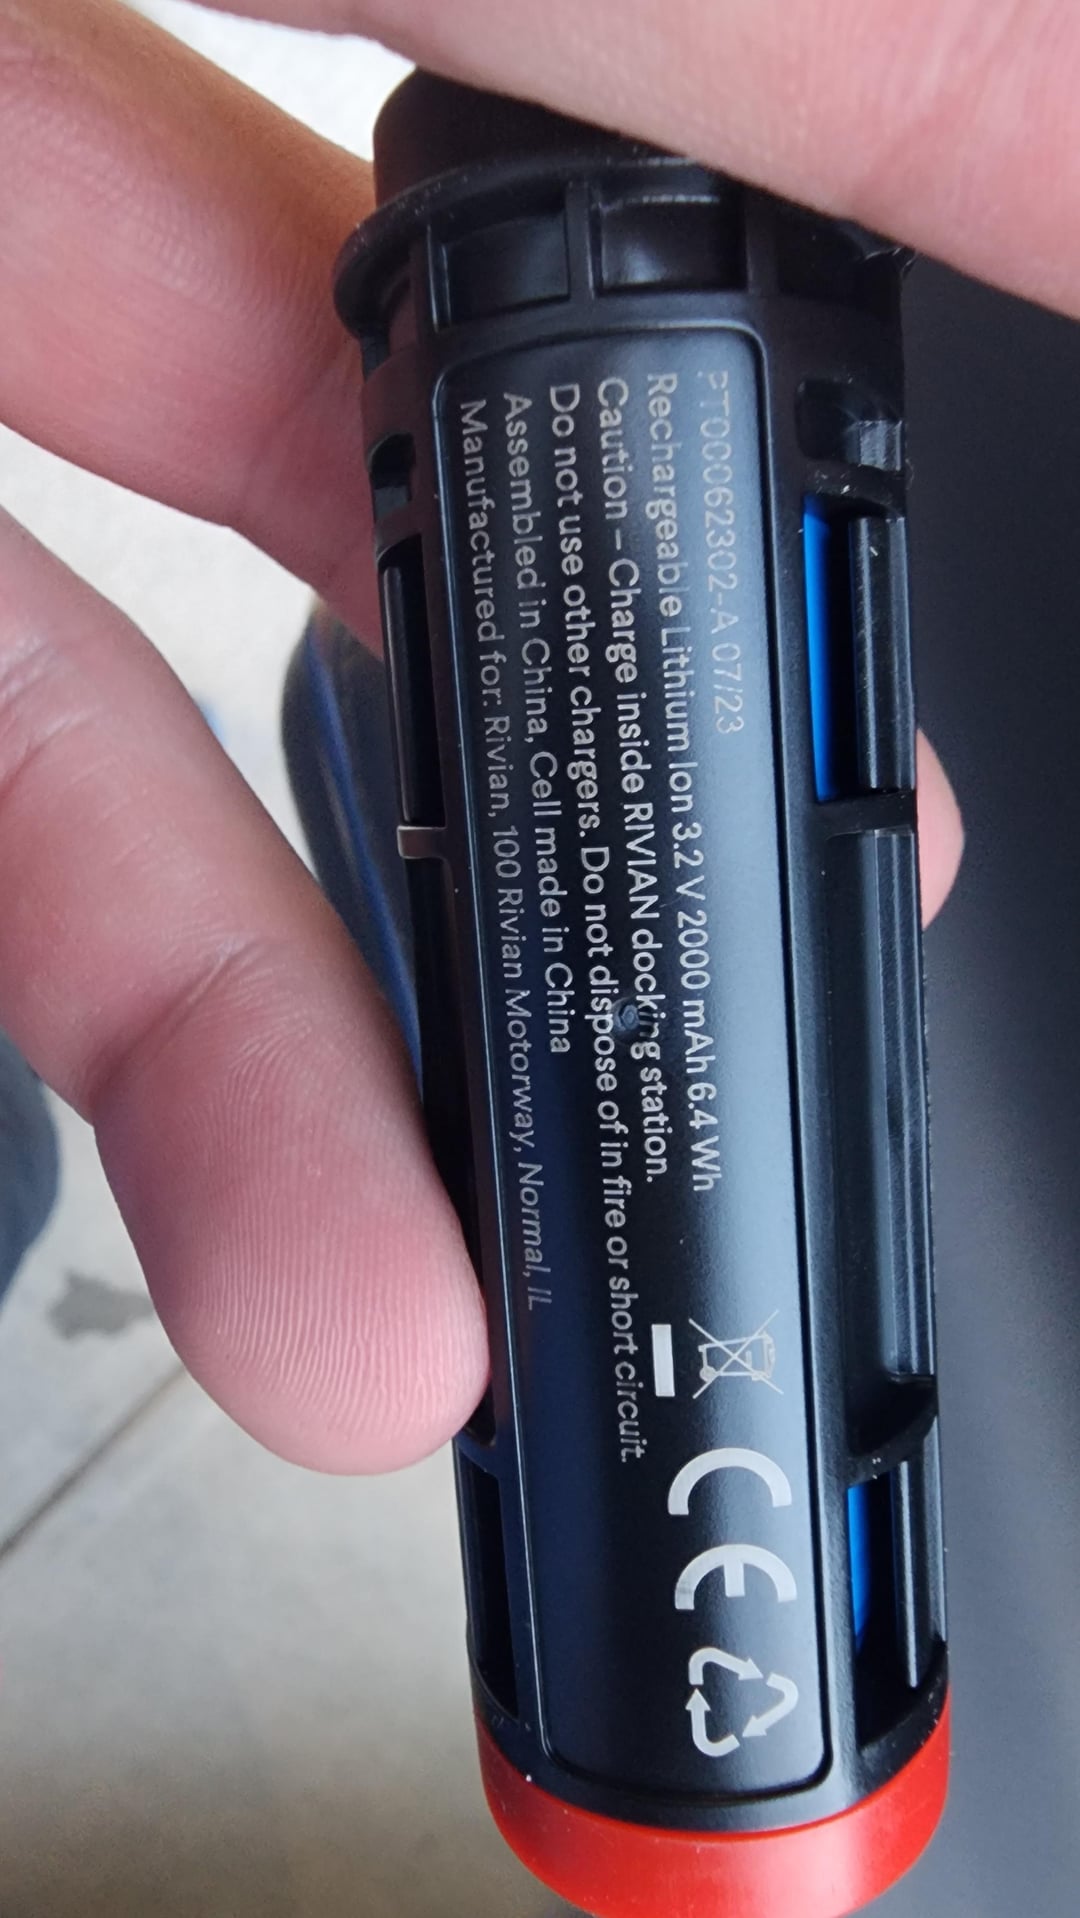 PT00062302-A 07/23
Rechargeable Lithium Ion 3.2 V 2000 mAh 6.4 Wh
Caution – Charge inside RIVIAN docking station.
Do not use other chargers. Do not dispose of in fire or short circuit.
Assembled in China, Cell made in China
Manufactured for: Rivian, 100 Rivian Motorway, Normal, IL
CE